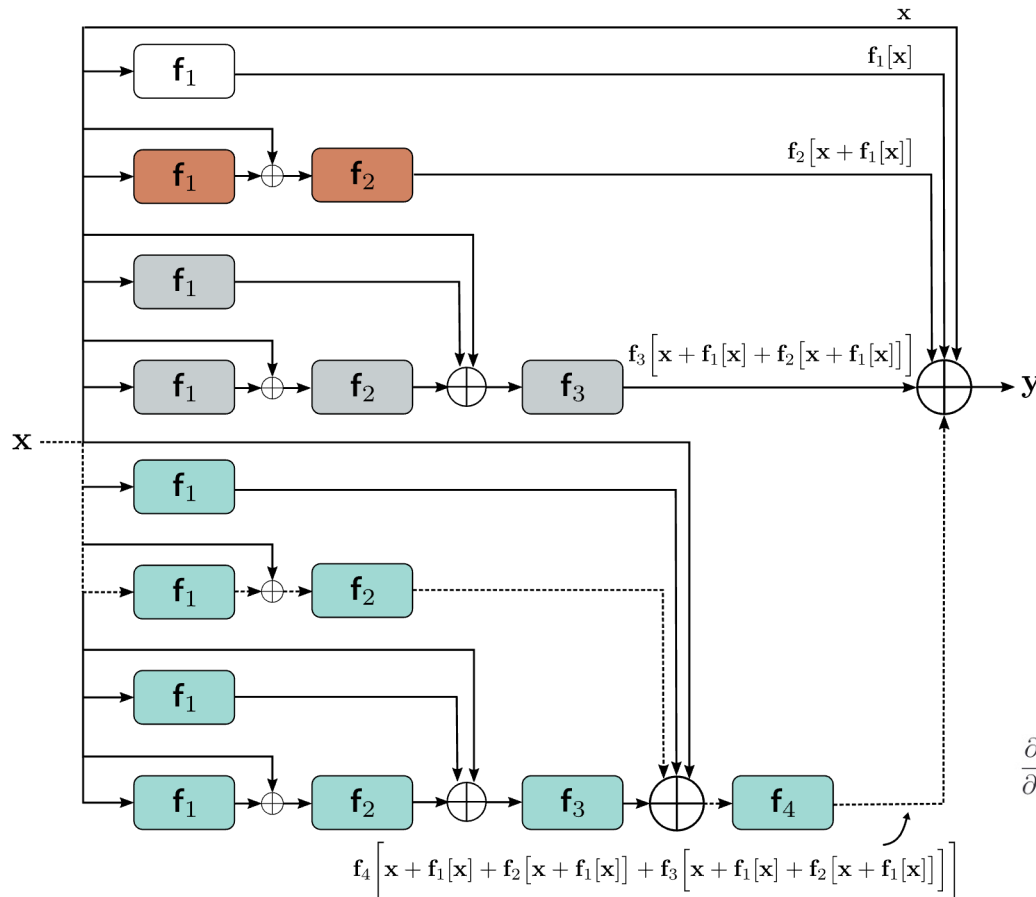 x
f₁
f₁[x]
f₁ f₂
f₂[x + f₁[x]]
f₁
f₁ f₂ f₃
f₃[x + f₁[x] + f₂[x + f₁[x]]]
y
x
f₁
f₁ f₂
f₁
f₁ f₂ f₃ f₄
∂
∂
f₄[x + f₁[x] + f₂[x + f₁[x]] + f₃[x + f₁[x] + f₂[x + f₁[x]]]]